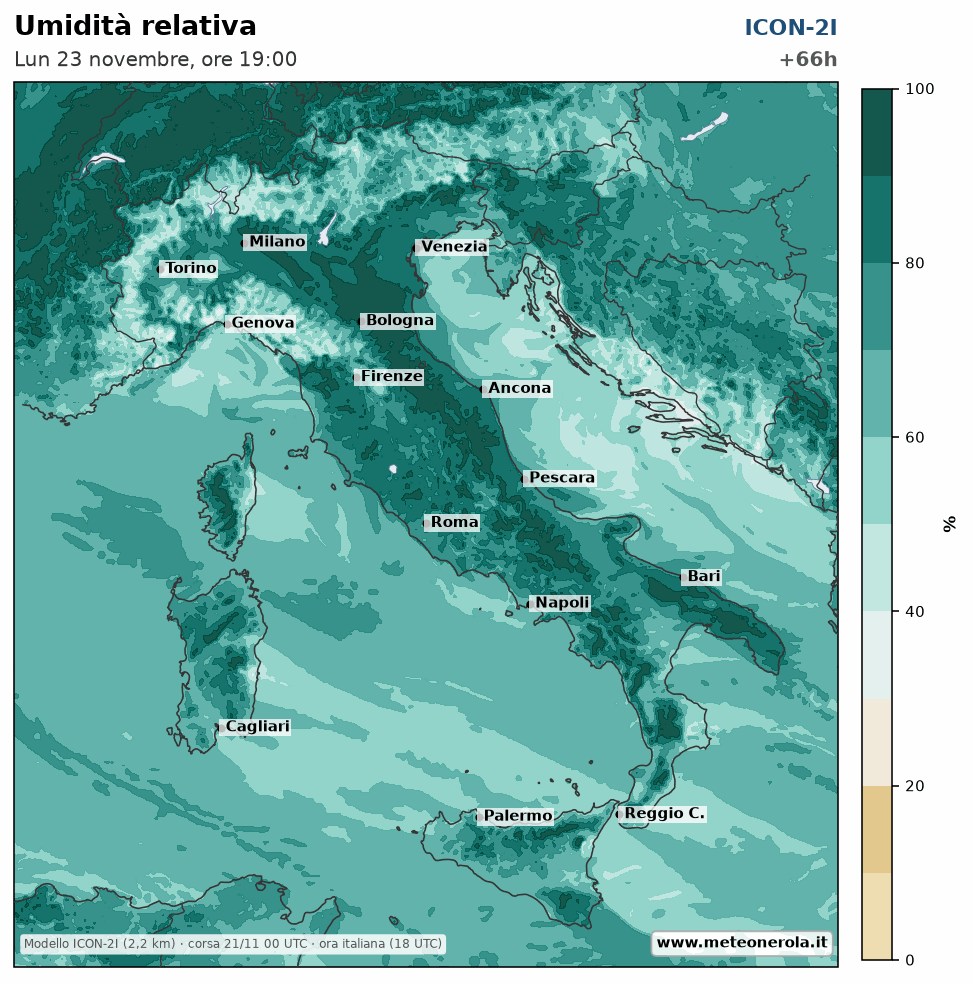 Umidità relativa
ICON-2I
Lun 23 novembre, ore 19:00
+66h
100
80
60
40
20
0
%
Milano
Venezia
Torino
Genova
Bologna
Firenze
Ancona
Pescara
Roma
Bari
Napoli
Cagliari
Palermo
Reggio C.
Modello ICON-2I (2,2 km) · corsa 21/11 00 UTC · ora italiana (18 UTC)
www.meteonerola.it